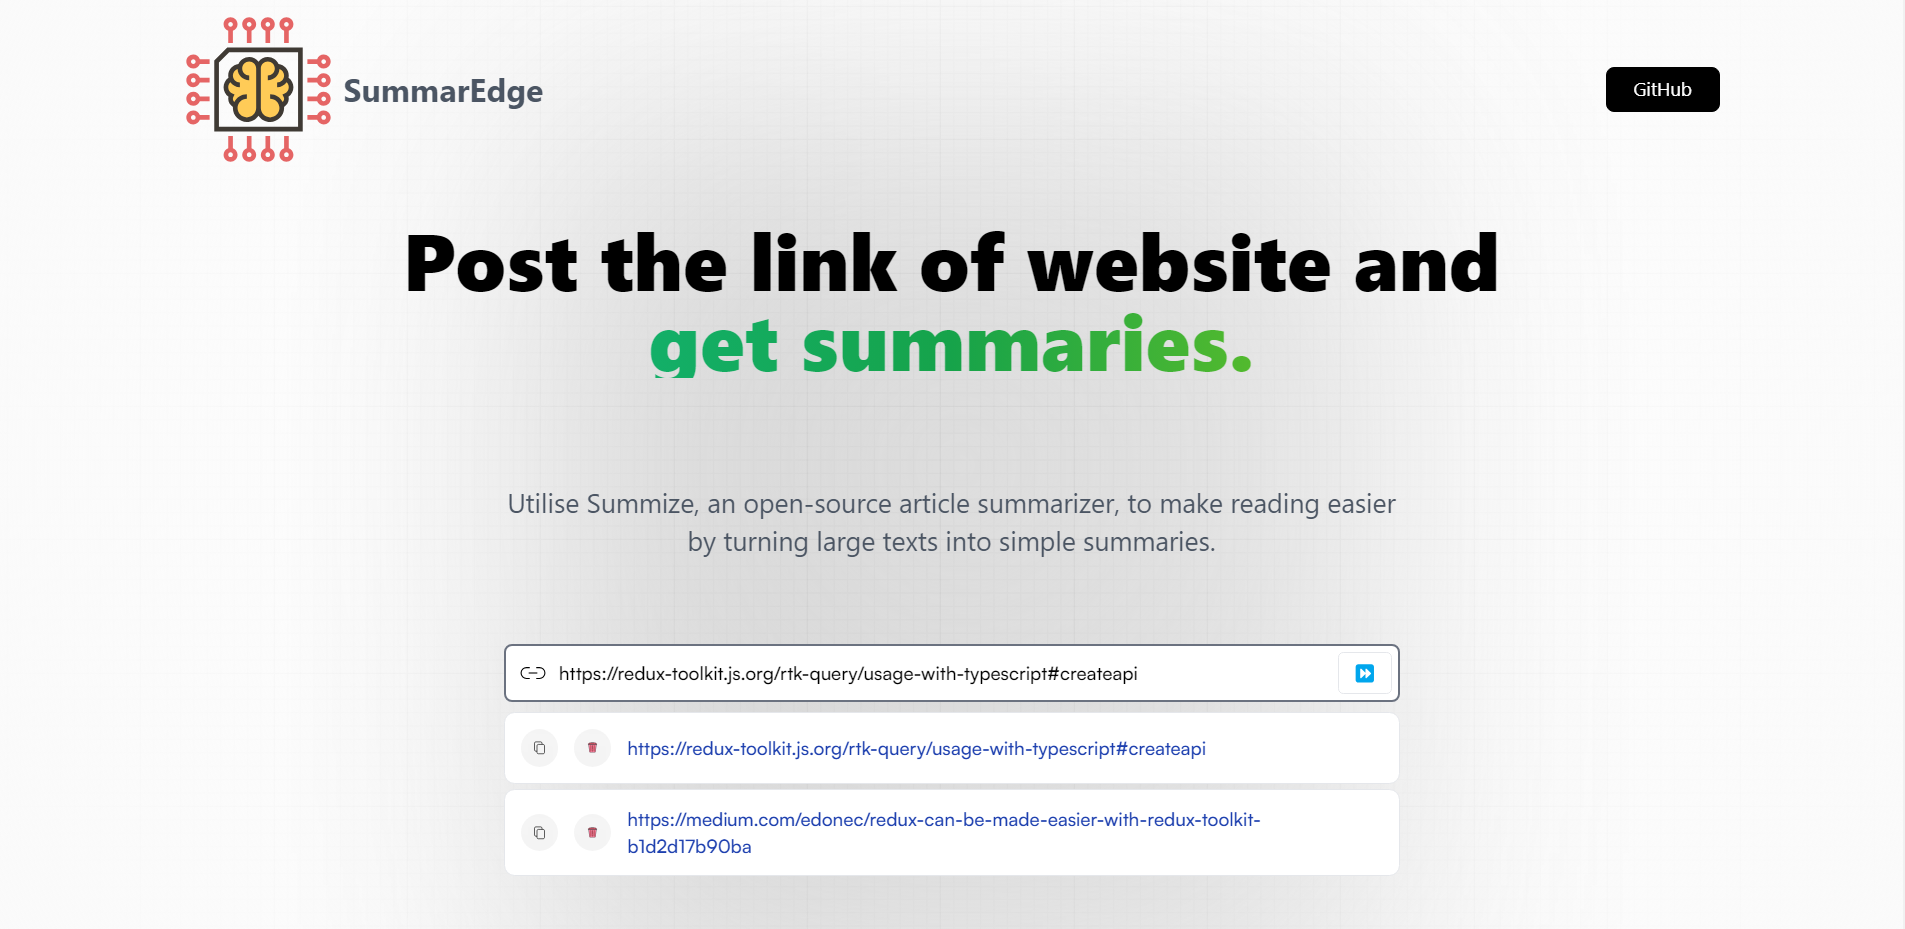 SummarEdge
GitHub
Post the link of website and
get summaries.
Utilise Summize, an open-source article summarizer, to make reading easier
by turning large texts into simple summaries.
https://redux-toolkit.js.org/rtk-query/usage-with-typescript#createapi
https://redux-toolkit.js.org/rtk-query/usage-with-typescript#createapi
https://medium.com/edonec/redux-can-be-made-easier-with-redux-toolkit-
b1d2d17b90ba